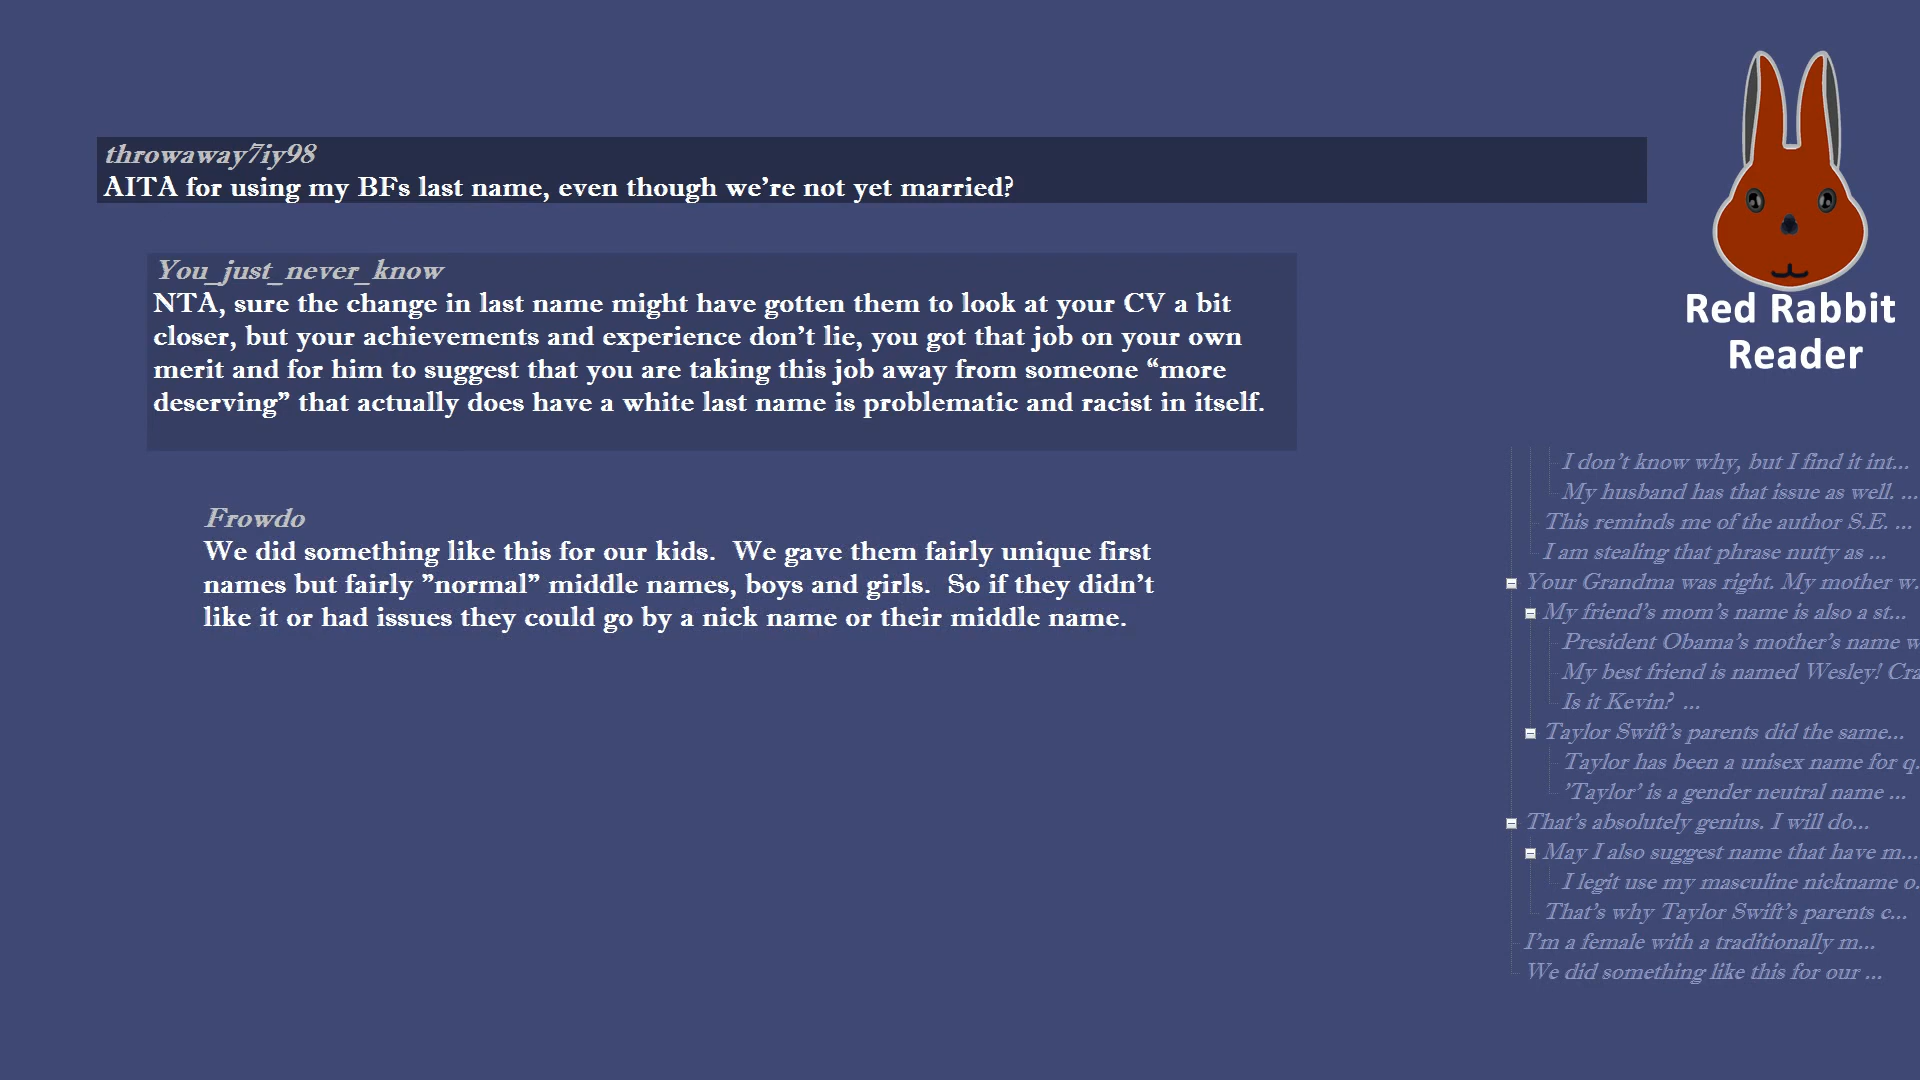 throwaway7iy98
AITA for using my BFs last name, even though we're not yet married?
You_just_never_know
NTA, sure the change in last name might have gotten them to look at your CV a bit
closer, but your achievements and experience don't lie, you got that job on your own
merit and for him to suggest that you are taking this job away from someone “more
deserving” that actually does have a white last name is problematic and racist in itself.
Frowdo
We did something like this for our kids.  We gave them fairly unique first
names but fairly ”normal” middle names, boys and girls.  So if they didn't
like it or had issues they could go by a nick name or their middle name.
Red Rabbit
Reader
I don't know why, but I find it int...
My husband has that issue as well. ...
This reminds me of the author S.E. ...
I am stealing that phrase nutty as ...
Your Grandma was right. My mother w.
My friend's mom's name is also a st...
President Obama's mother's name w
My best friend is named Wesley! Cra
Is it Kevin? ...
Taylor Swift's parents did the same...
Taylor has been a unisex name for q.
'Taylor' is a gender neutral name ...
That's absolutely genius. I will do...
May I also suggest name that have m...
I legit use my masculine nickname o.
That's why Taylor Swift's parents c...
I'm a female with a traditionally m...
We did something like this for our ...